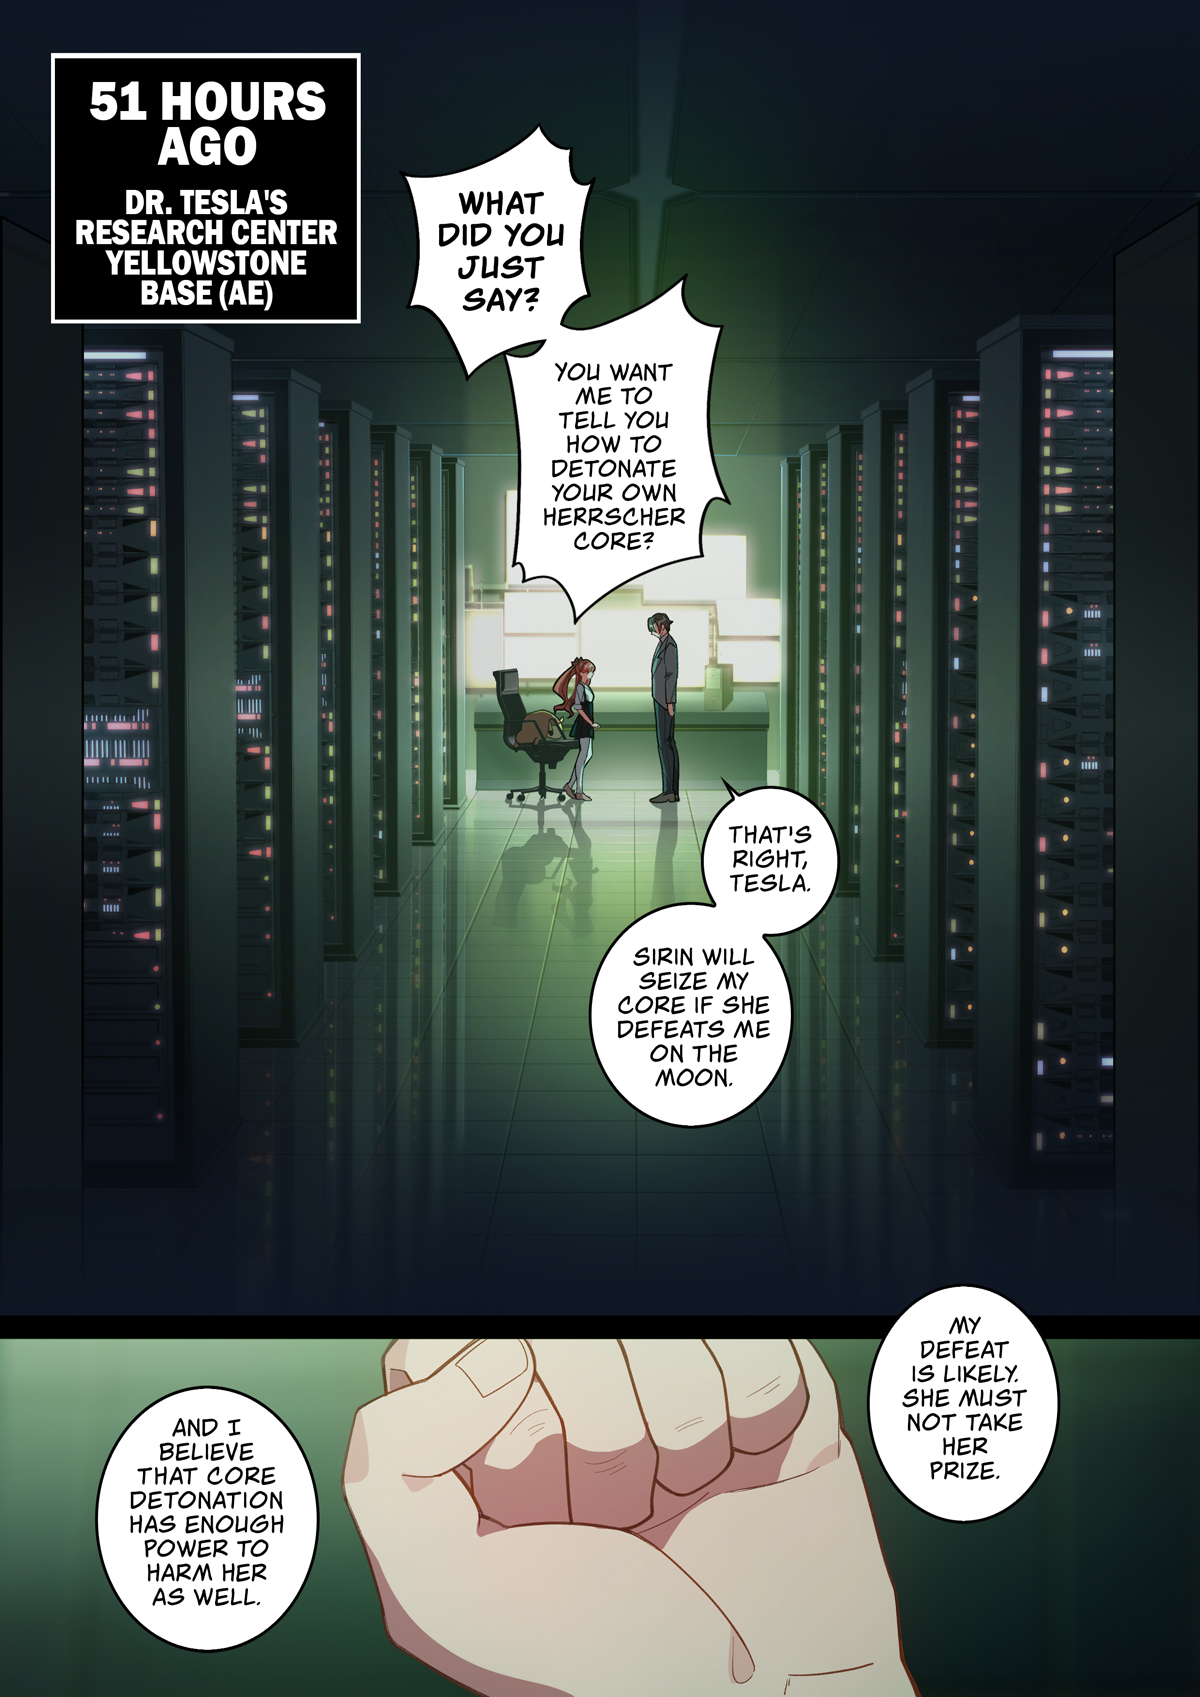 51 HOURS
AGO
DR. TESLA'S
RESEARCH CENTER
YELLOWSTONE
BASE (AE)
WHAT
DID YOU
JUST
SAY?
YOU WANT
ME TO
TELL YOU
HOW TO
DETONATE
YOUR OWN
HERRSCHER
CORE?
THAT'S
RIGHT,
TESLA.
SIRIN WILL
SEIZE MY
CORE IF SHE
DEFEATS ME
ON THE
MOON.
MY
DEFEAT
IS LIKELY.
SHE MUST
NOT TAKE
HER
PRIZE.
AND I
BELIEVE
THAT CORE
DETONATION
HAS ENOUGH
POWER TO
HARM HER
AS WELL.